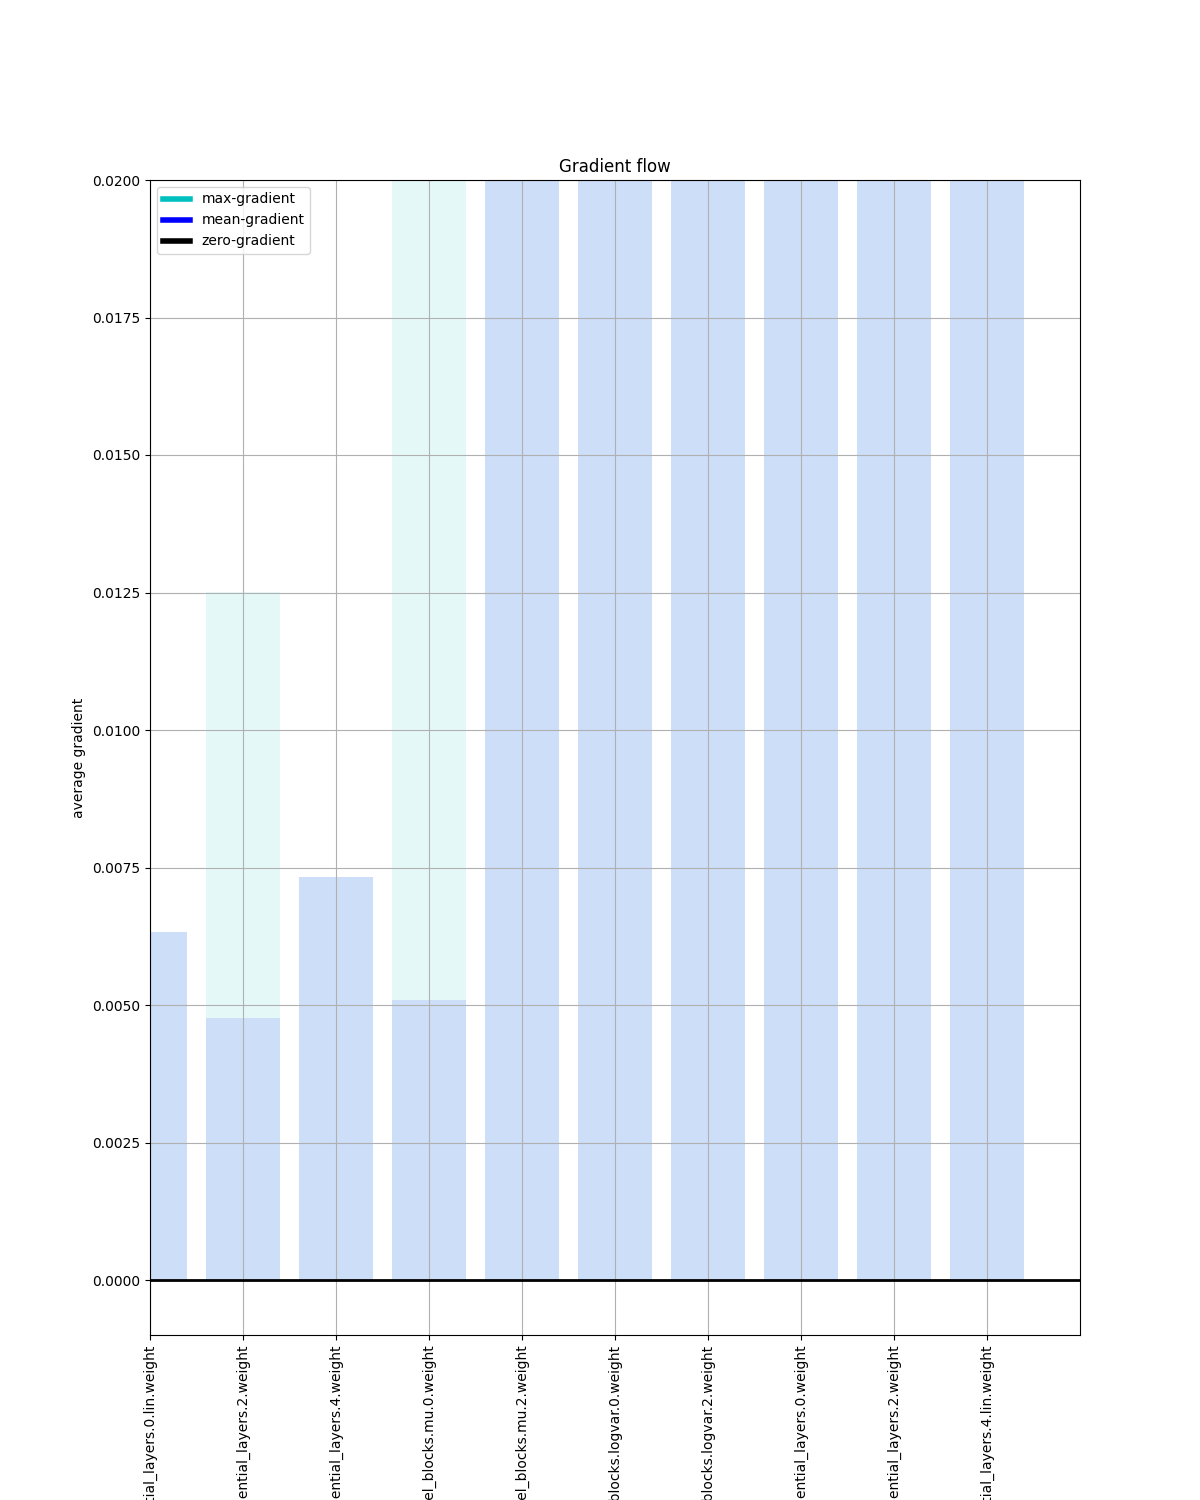 Gradient flow
max-gradient
mean-gradient
zero-gradient
0.0200
0.0175
0.0150
0.0125
0.0100
0.0075
0.0050
0.0025
0.0000
average gradient
tial_layers.0.lin.weight
ential_layers.2.weight
ential_layers.4.weight
el_blocks.mu.0.weight
el_blocks.mu.2.weight
blocks.logvar.0.weight
blocks.logvar.2.weight
ential_layers.0.weight
ential_layers.2.weight
tial_layers.4.lin.weight